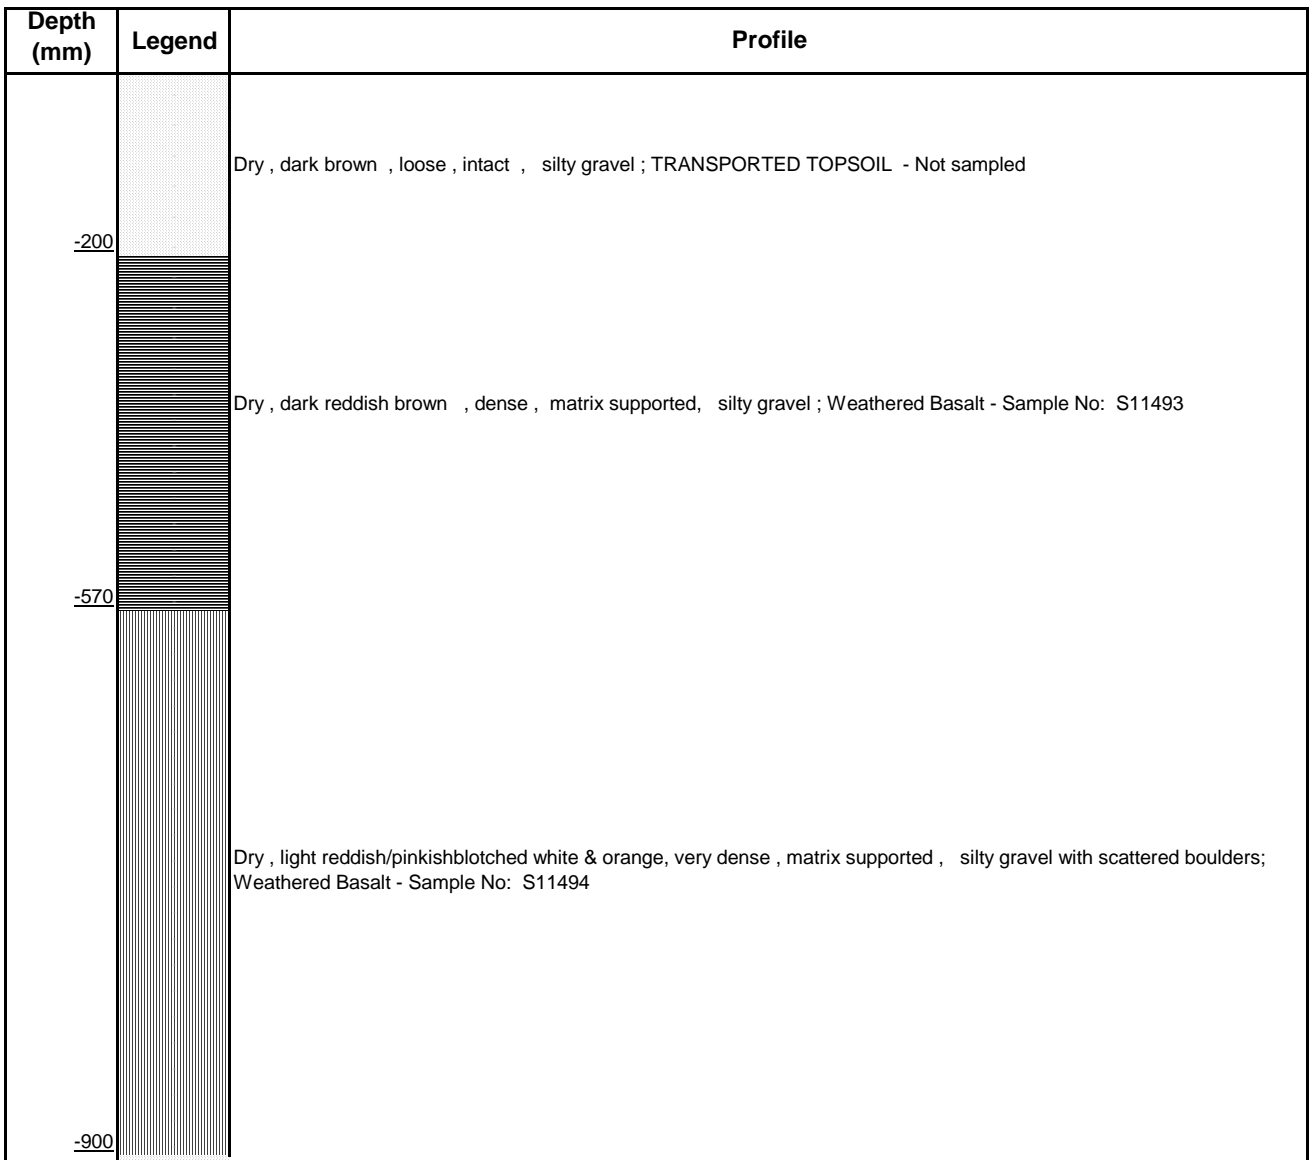 Depth
(mm)
Legend
Profile
Dry , dark brown , loose , intact , silty gravel ; TRANSPORTED TOPSOIL - Not sampled
-200
Dry , dark reddish brown , dense , matrix supported, silty gravel ; Weathered Basalt - Sample No: S11493
-570
Dry , light reddish/pinkishblotched white & orange, very dense , matrix supported , silty gravel with scattered boulders;
Weathered Basalt - Sample No: S11494
-900